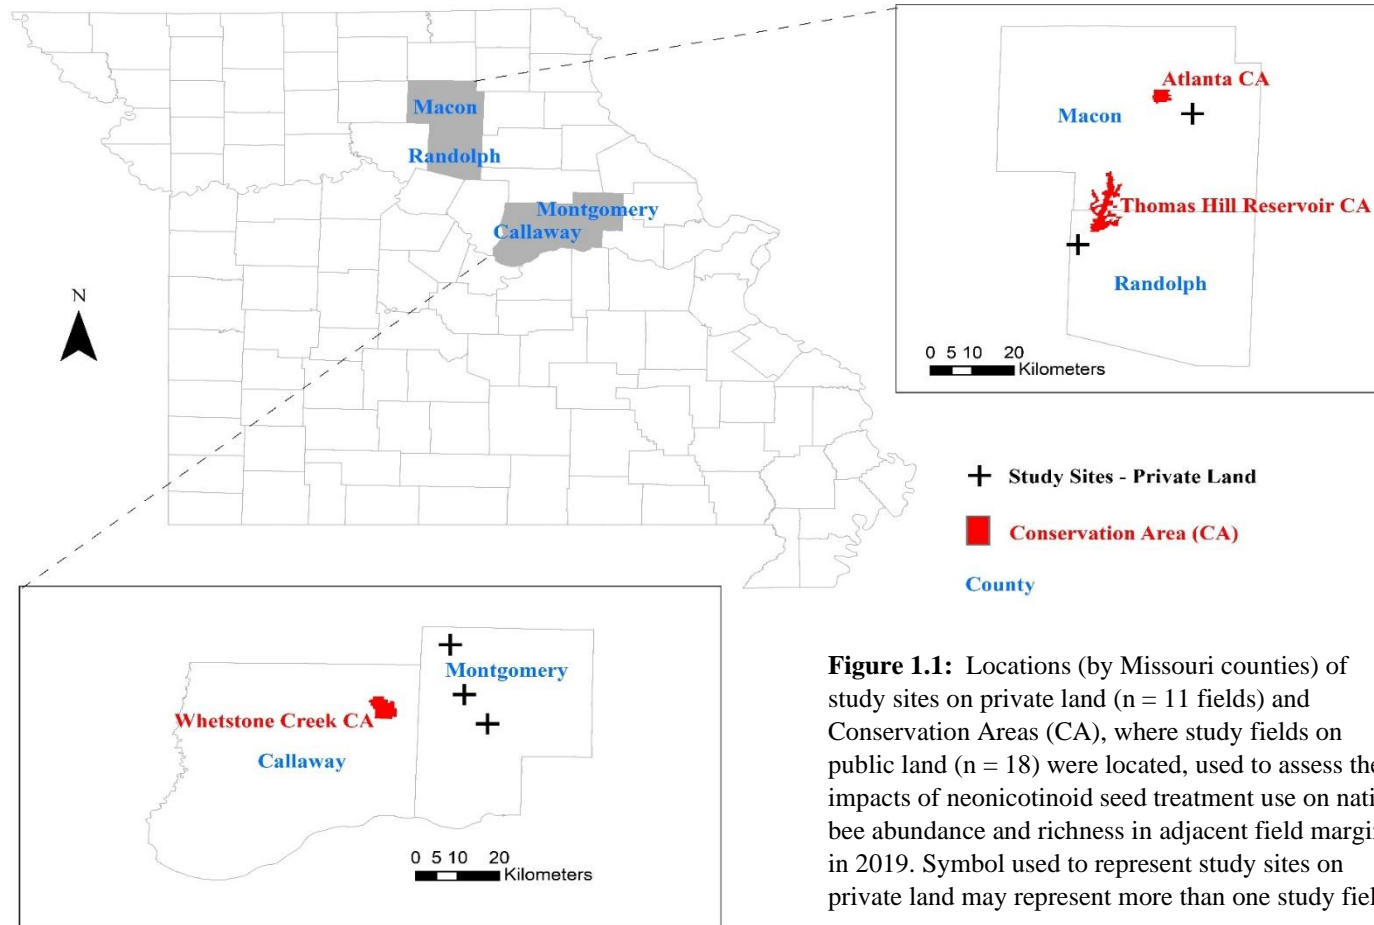 Macon
Randolph
Montgomery
Callaway
N
Atlanta CA
Macon
Thomas Hill Reservoir CA
Randolph
0 5 10 20
Kilometers
Study Sites - Private Land
Conservation Area (CA)
County
Montgomery
Whetstone Creek CA
Callaway
0 5 10 20
Kilometers
Figure 1.1: Locations (by Missouri counties) of
study sites on private land (n = 11 fields) and
Conservation Areas (CA), where study fields on
public land (n = 18) were located, used to assess the
impacts of neonicotinoid seed treatment use on nati
bee abundance and richness in adjacent field margin
in 2019. Symbol used to represent study sites on
private land may represent more than one study fiel